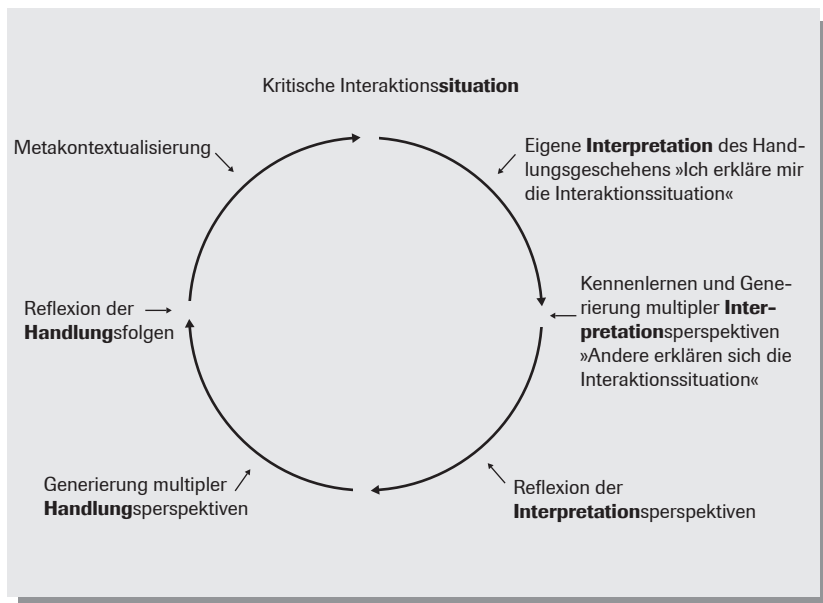 Kritische Interaktionssituation
Eigene Interpretation des Hand-
lungsgeschehens »Ich erkläre mir
die Interaktionssituation«
Kennenlernen und Gene-
rierung multipler Inter-
pretationsperspektiven
»Andere erklären sich die
Interaktionssituation«
Reflexion der
Interpretationsperspektiven
Generierung multipler
Handlungsperspektiven
Reflexion der
Handlungsfolgen
Metakontextualisierung